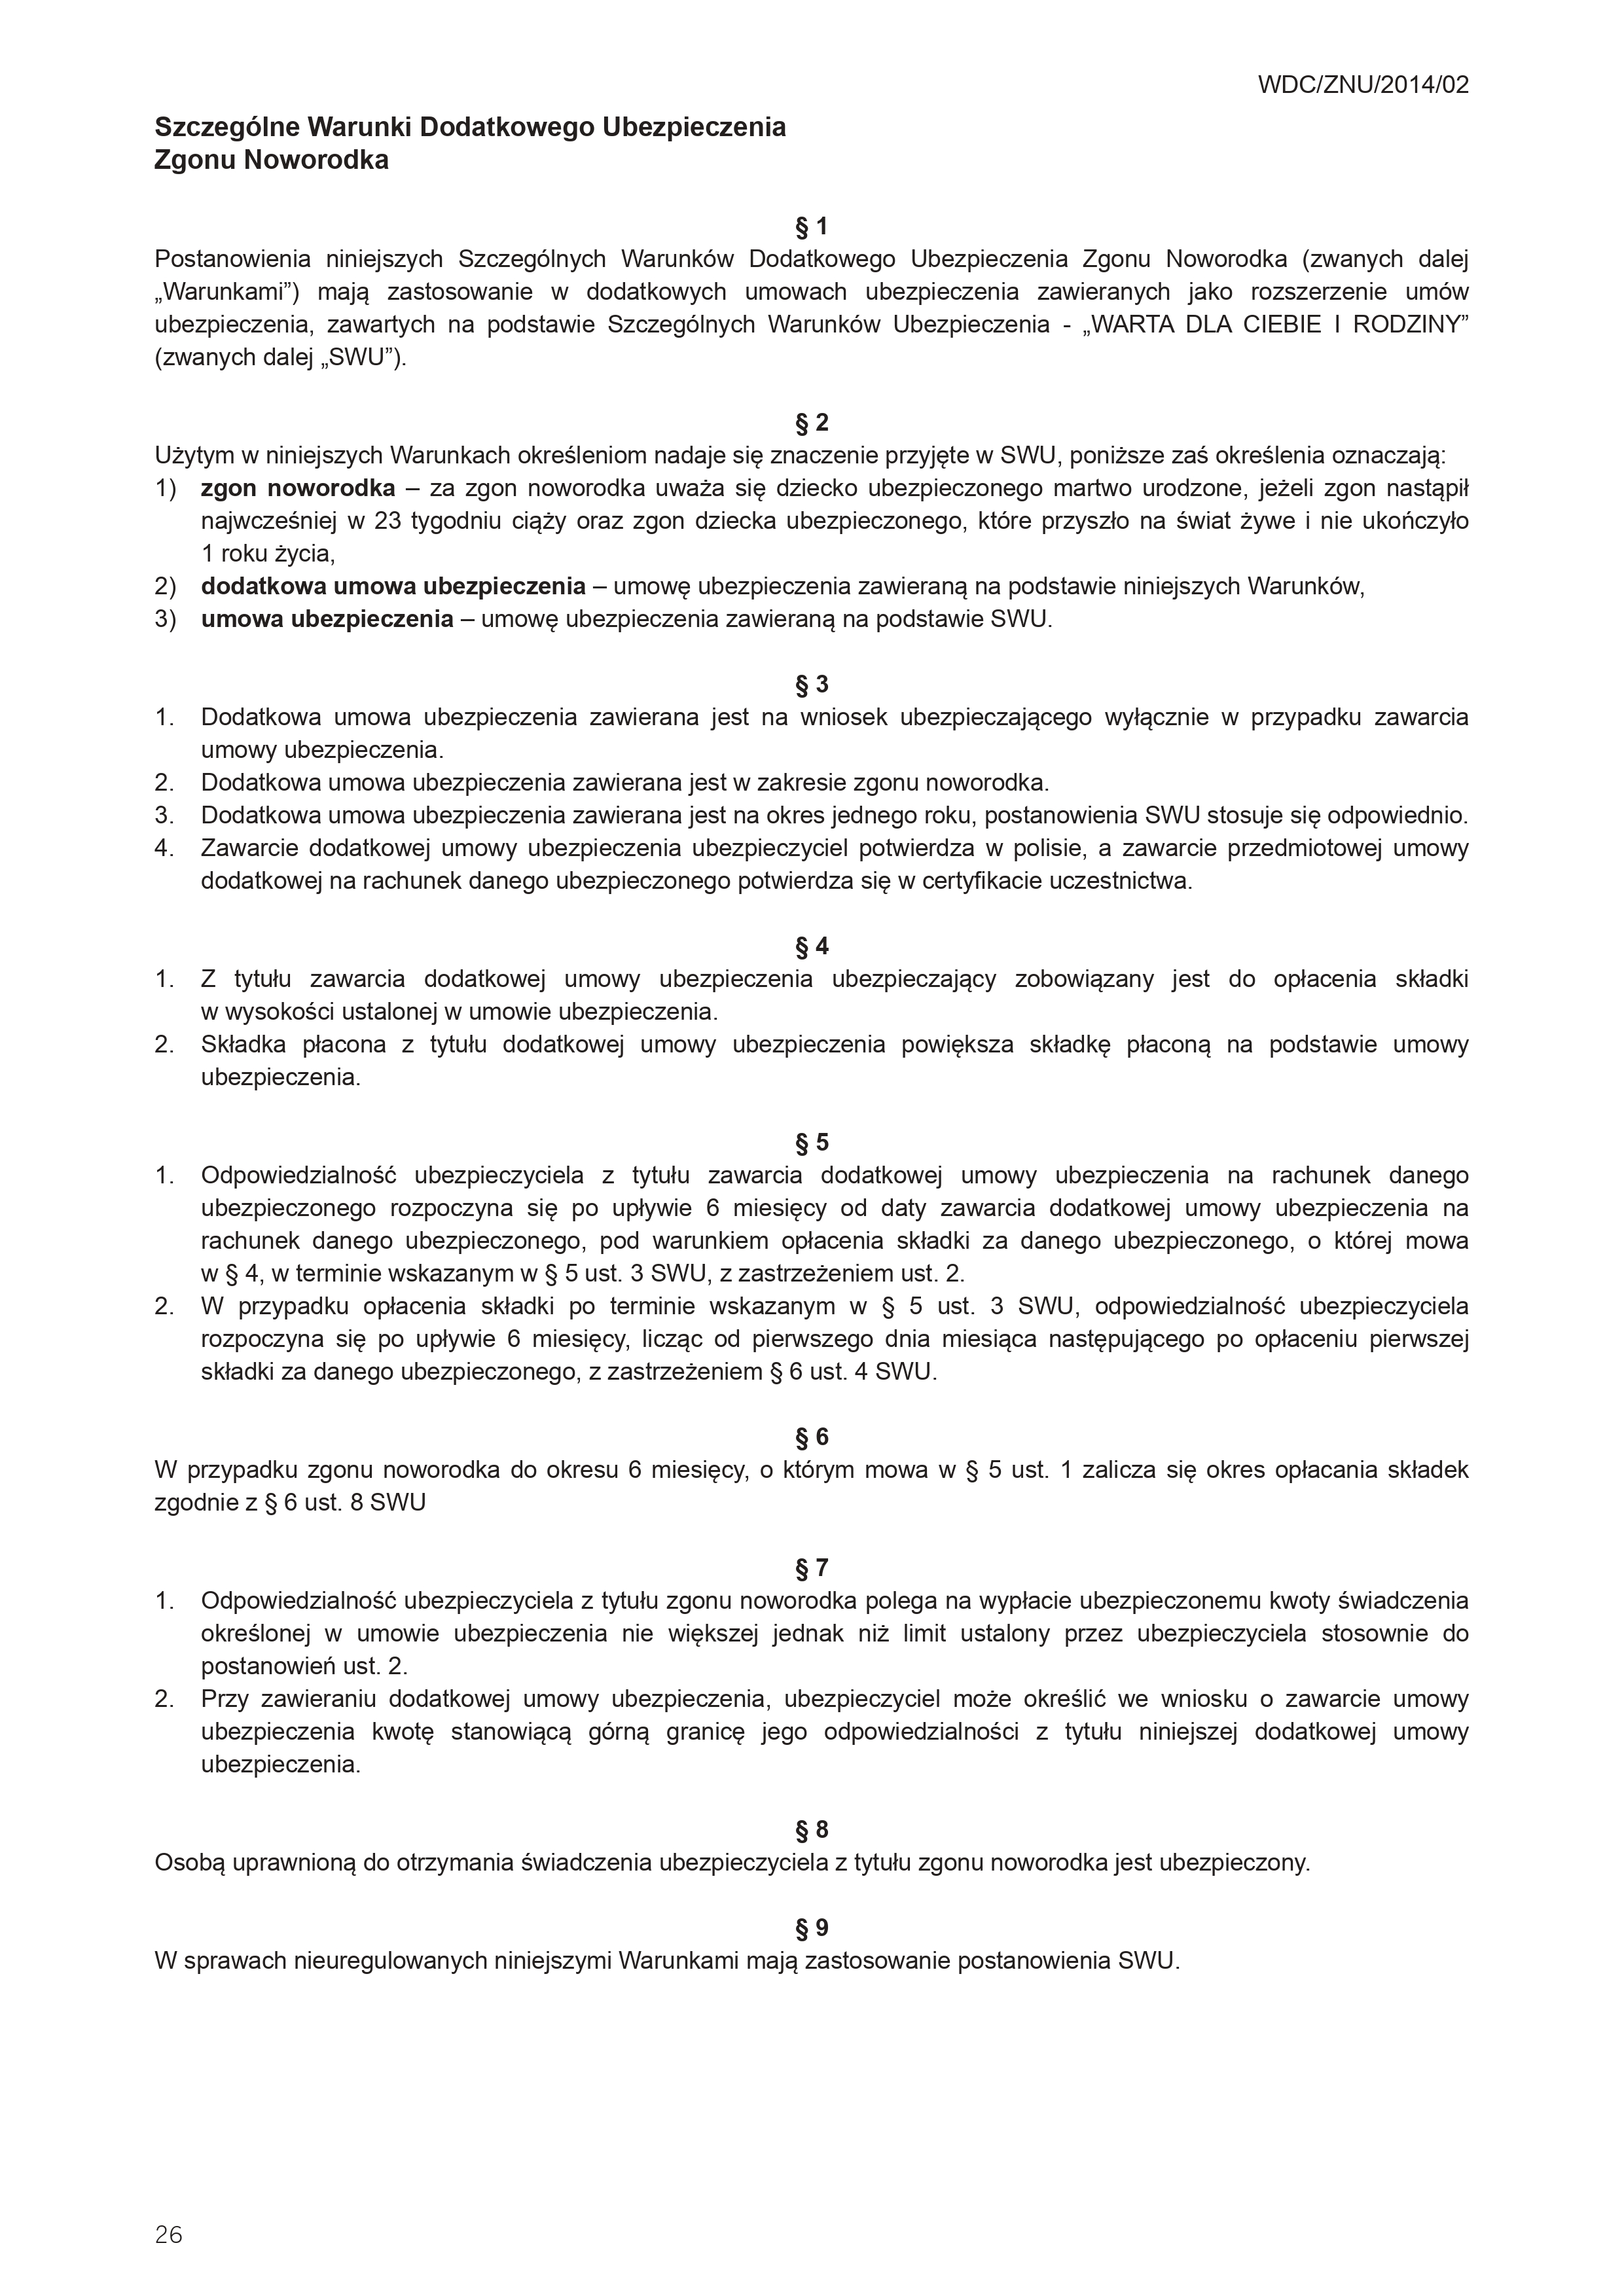 WDC/ZNU/2014/02
Szczególne Warunki Dodatkowego Ubezpieczenia
Zgonu Noworodka
§ 1
Postanowienia niniejszych Szczególnych Warunków Dodatkowego Ubezpieczenia Zgonu Noworodka (zwanych dalej
„Warunkami”) mają zastosowanie w dodatkowych umowach ubezpieczenia zawieranych jako rozszerzenie umów
ubezpieczenia, zawartych na podstawie Szczególnych Warunków Ubezpieczenia - „WARTA DLA CIEBIE I RODZINY”
(zwanych dalej „SWU”).
§ 2
Użytym w niniejszych Warunkach określeniom nadaje się znaczenie przyjęte w SWU, poniższe zaś określenia oznaczają:
1) zgon noworodka – za zgon noworodka uważa się dziecko ubezpieczonego martwo urodzone, jeżeli zgon nastąpił
najwcześniej w 23 tygodniu ciąży oraz zgon dziecka ubezpieczonego, które przyszło na świat żywe i nie ukończyło
1 roku życia,
2) dodatkowa umowa ubezpieczenia – umowę ubezpieczenia zawieraną na podstawie niniejszych Warunków,
3) umowa ubezpieczenia – umowę ubezpieczenia zawieraną na podstawie SWU.
§ 3
1. Dodatkowa umowa ubezpieczenia zawierana jest na wniosek ubezpieczającego wyłącznie w przypadku zawarcia
umowy ubezpieczenia.
2. Dodatkowa umowa ubezpieczenia zawierana jest w zakresie zgonu noworodka.
3. Dodatkowa umowa ubezpieczenia zawierana jest na okres jednego roku, postanowienia SWU stosuje się odpowiednio.
4. Zawarcie dodatkowej umowy ubezpieczenia ubezpieczyciel potwierdza w polisie, a zawarcie przedmiotowej umowy
dodatkowej na rachunek danego ubezpieczonego potwierdza się w certyfikacie uczestnictwa.
§ 4
1. Z tytułu zawarcia dodatkowej umowy ubezpieczenia ubezpieczający zobowiązany jest do opłacenia składki
w wysokości ustalonej w umowie ubezpieczenia.
2. Składka płacona z tytułu dodatkowej umowy ubezpieczenia powiększa składkę płaconą na podstawie umowy
ubezpieczenia.
§ 5
1. Odpowiedzialność ubezpieczyciela z tytułu zawarcia dodatkowej umowy ubezpieczenia na rachunek danego
ubezpieczonego rozpoczyna się po upływie 6 miesięcy od daty zawarcia dodatkowej umowy ubezpieczenia na
rachunek danego ubezpieczonego, pod warunkiem opłacenia składki za danego ubezpieczonego, o której mowa
w § 4, w terminie wskazanym w § 5 ust. 3 SWU, z zastrzeżeniem ust. 2.
2. W przypadku opłacenia składki po terminie wskazanym w § 5 ust. 3 SWU, odpowiedzialność ubezpieczyciela
rozpoczyna się po upływie 6 miesięcy, licząc od pierwszego dnia miesiąca następującego po opłaceniu pierwszej
składki za danego ubezpieczonego, z zastrzeżeniem § 6 ust. 4 SWU.
§ 6
W przypadku zgonu noworodka do okresu 6 miesięcy, o którym mowa w § 5 ust. 1 zalicza się okres opłacania składek
zgodnie z § 6 ust. 8 SWU
§ 7
1. Odpowiedzialność ubezpieczyciela z tytułu zgonu noworodka polega na wypłacie ubezpieczonemu kwoty świadczenia
określonej w umowie ubezpieczenia nie większej jednak niż limit ustalony przez ubezpieczyciela stosownie do
postanowień ust. 2.
2. Przy zawieraniu dodatkowej umowy ubezpieczenia, ubezpieczyciel może określić we wniosku o zawarcie umowy
ubezpieczenia kwotę stanowiącą górną granicę jego odpowiedzialności z tytułu niniejszej dodatkowej umowy
ubezpieczenia.
§ 8
Osobą uprawnioną do otrzymania świadczenia ubezpieczyciela z tytułu zgonu noworodka jest ubezpieczony.
§ 9
W sprawach nieuregulowanych niniejszymi Warunkami mają zastosowanie postanowienia SWU.
26